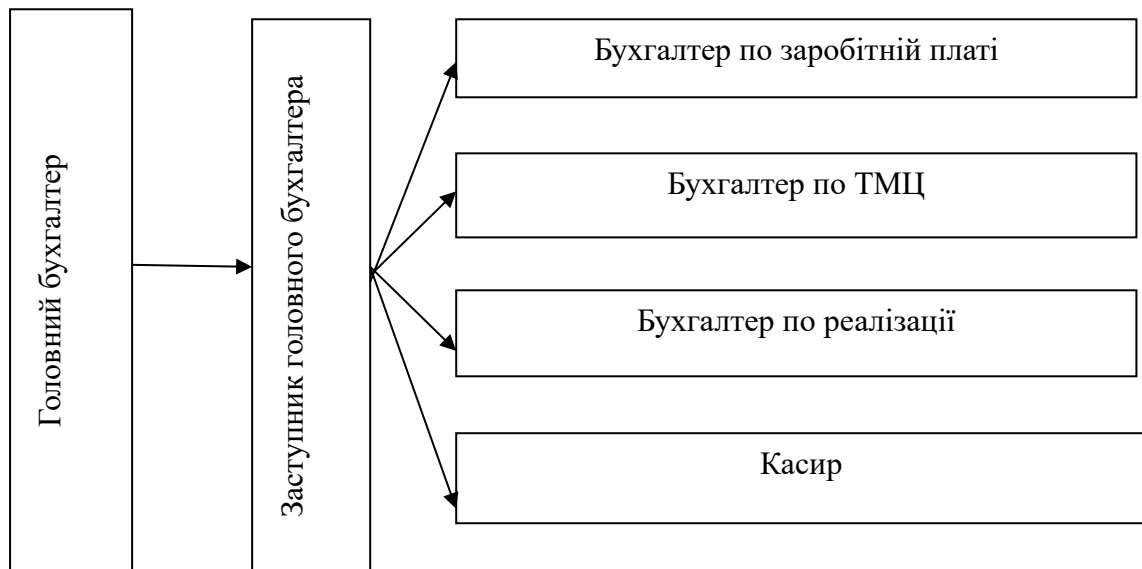 Головний бухгалтер
Заступник головного бухгалтера
Бухгалтер по заробітній платі
Бухгалтер по ТМЦ
Бухгалтер по реалізації
Касир